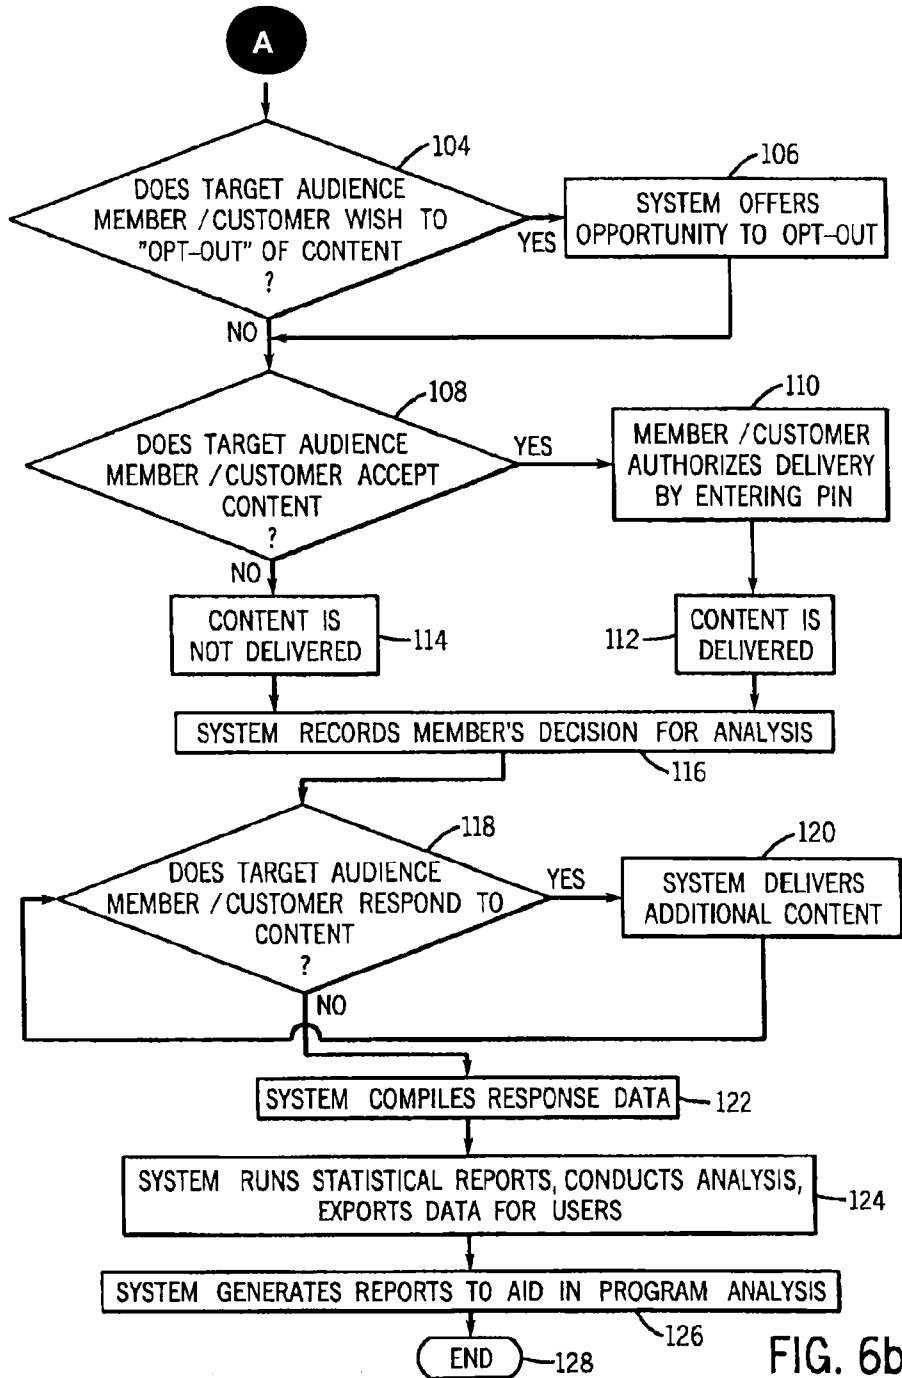 A
104
DOES TARGET AUDIENCE
MEMBER / CUSTOMER WISH TO
"OPT-OUT" OF CONTENT
?
YES
106
SYSTEM OFFERS
OPPORTUNITY TO OPT-OUT
NO
108
DOES TARGET AUDIENCE
MEMBER / CUSTOMER ACCEPT
CONTENT
?
YES
110
MEMBER / CUSTOMER
AUTHORIZES DELIVERY
BY ENTERING PIN
NO
CONTENT IS
NOT DELIVERED
114
112
CONTENT IS
DELIVERED
SYSTEM RECORDS MEMBER'S DECISION FOR ANALYSIS
116
118
DOES TARGET AUDIENCE
MEMBER / CUSTOMER RESPOND TO
CONTENT
?
YES
120
SYSTEM DELIVERS
ADDITIONAL CONTENT
NO
SYSTEM COMPILES RESPONSE DATA
122
SYSTEM RUNS STATISTICAL REPORTS, CONDUCTS ANALYSIS,
EXPORTS DATA FOR USERS
124
SYSTEM GENERATES REPORTS TO AID IN PROGRAM ANALYSIS
126
END
128
FIG. 6b